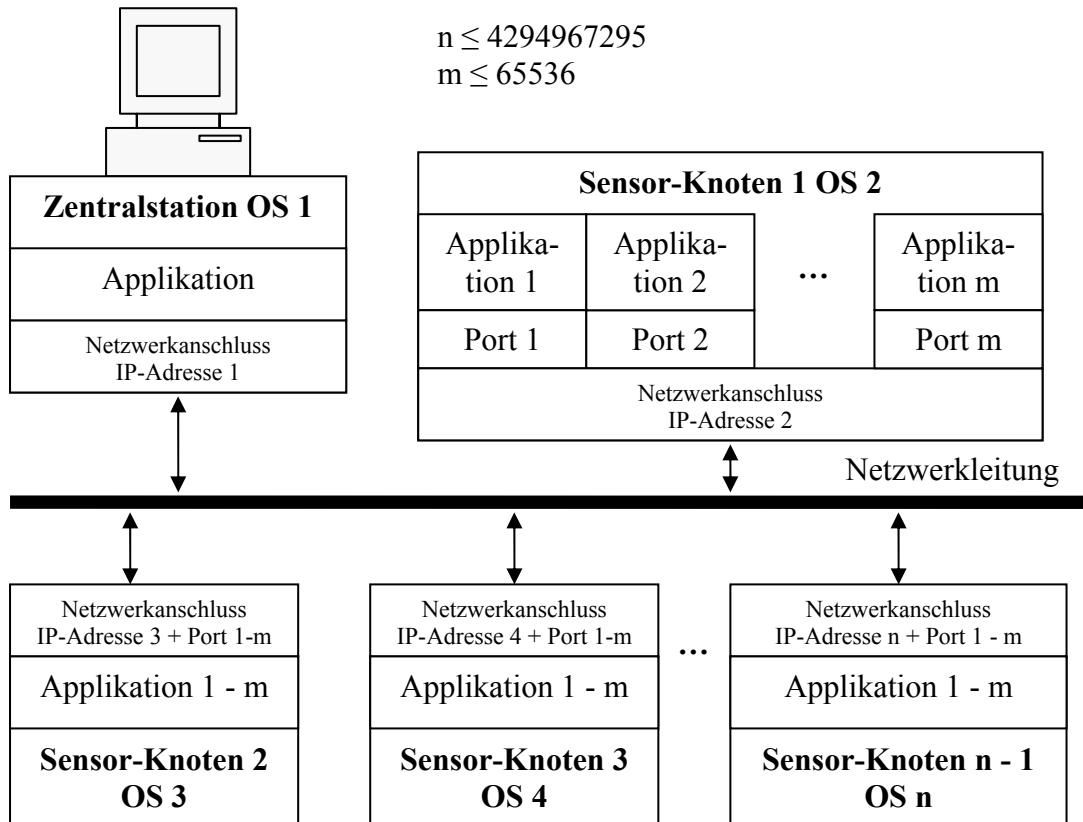 n ≤ 4294967295
m ≤ 65536
Zentralstation OS 1
Applikation
Netzwerkanschluss
IP-Adresse 1
Sensor-Knoten 1 OS 2
Applika-
tion 1
Applika-
tion 2
...
Applika-
tion m
Port 1
Port 2
Port m
Netzwerkanschluss
IP-Adresse 2
Netzwerkleitung
Netzwerkanschluss
IP-Adresse 3 + Port 1-m
Applikation 1 - m
Sensor-Knoten 2
OS 3
Netzwerkanschluss
IP-Adresse 4 + Port 1-m
Applikation 1 - m
Sensor-Knoten 3
OS 4
...
Netzwerkanschluss
IP-Adresse n + Port 1 - m
Applikation 1 - m
Sensor-Knoten n - 1
OS n